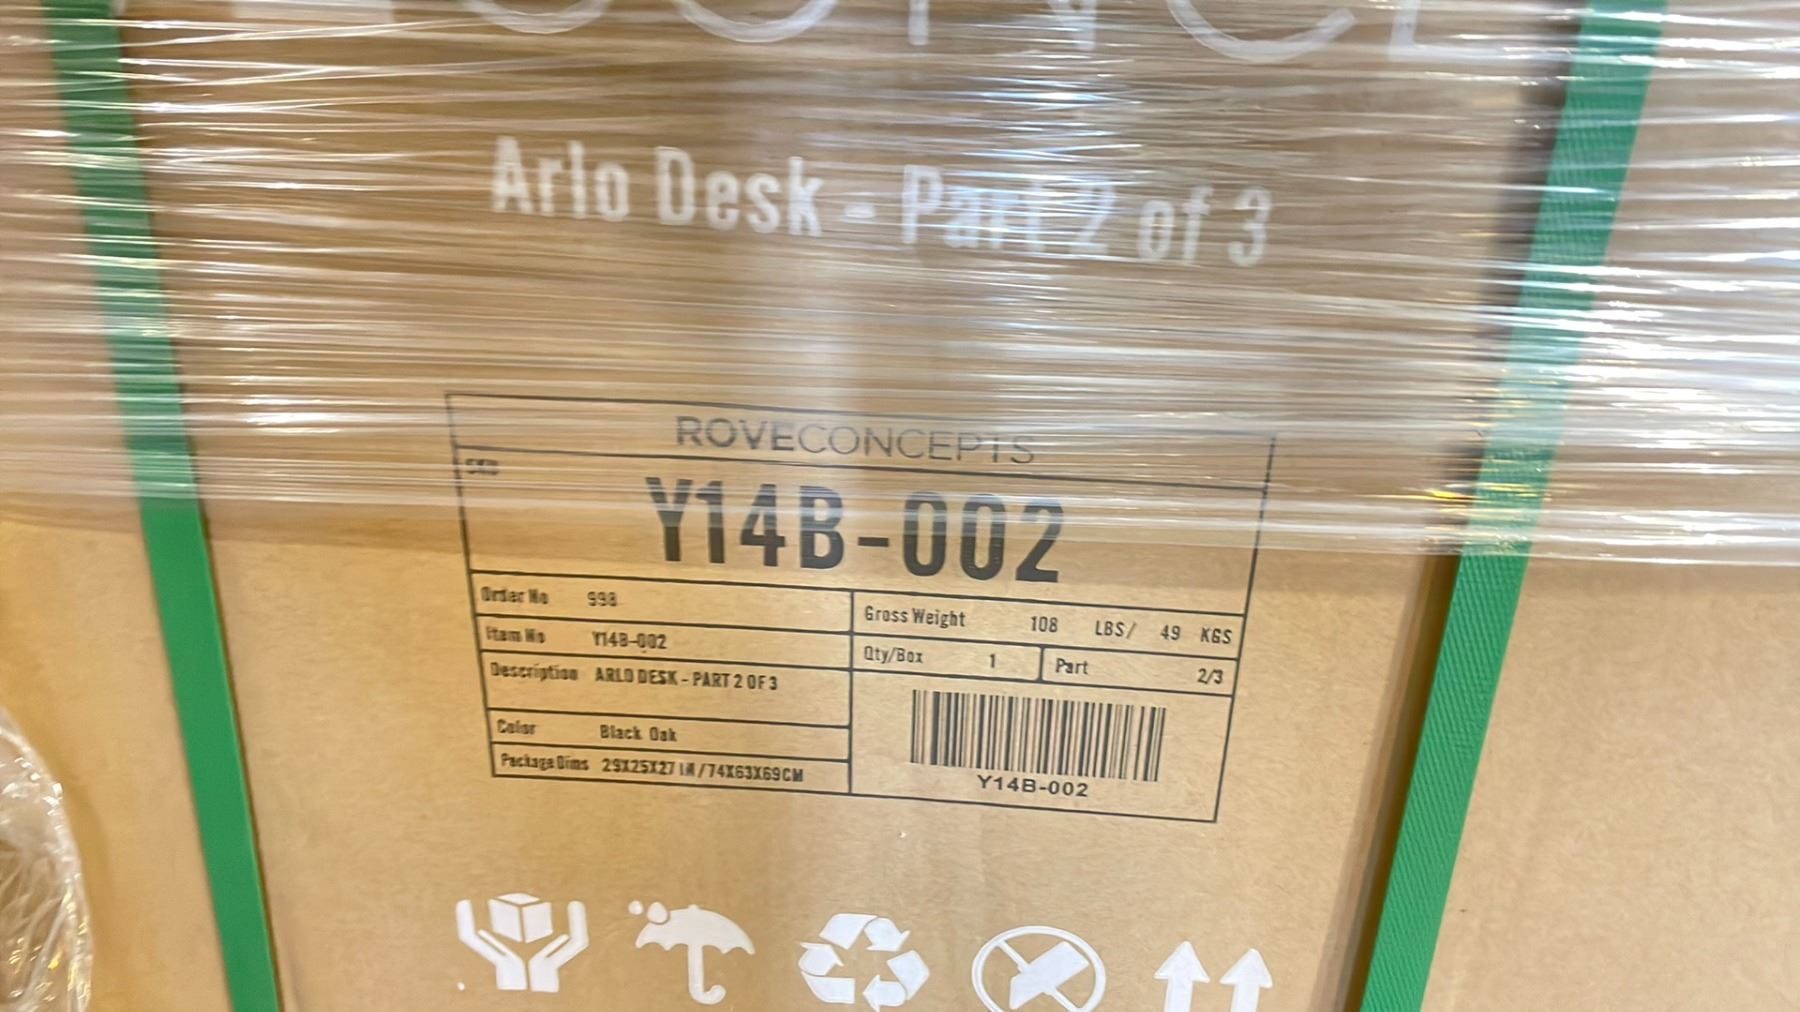 Arlo Desk - Part 2 of 3
ROVECONCEPTS
SKU
Y14B-002
Order No 998
Item No Y14B-002
Description ARLO DESK - PART 2 OF 3
Color Black Oak
Package Dims 29X25X27 IN/74X63X69CM
Gross Weight 108 LBS/ 49 KGS
Qty/Box 1 Part 2/3
Y14B-002